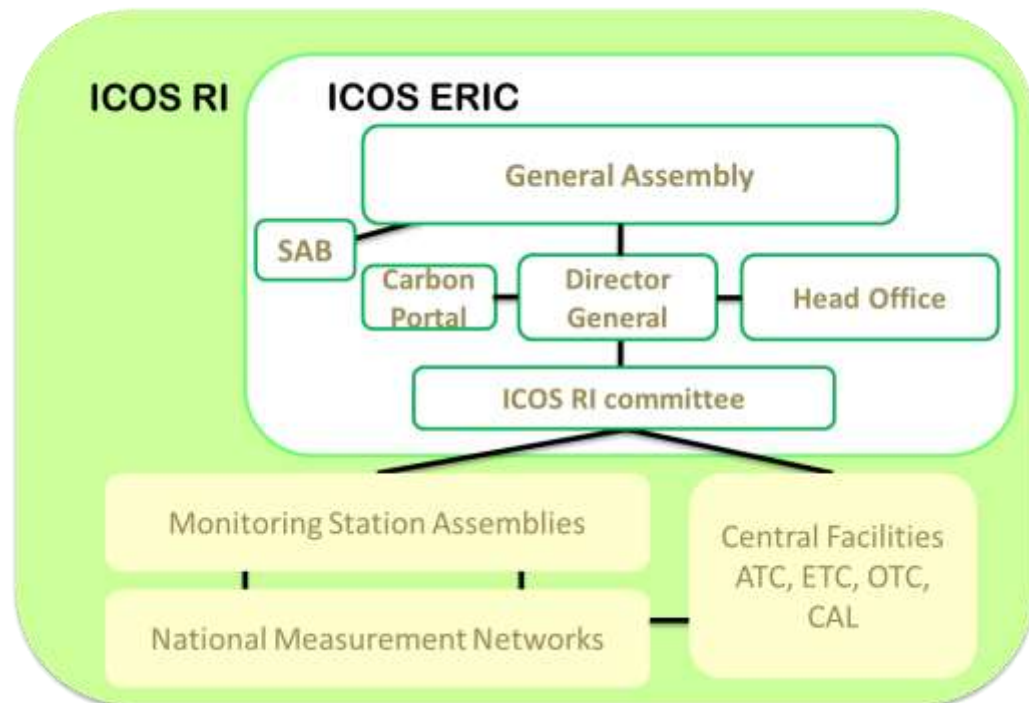 ICOS RI
ICOS ERIC
General Assembly
SAB
Carbon
Portal
Director
General
Head Office
ICOS RI committee
Monitoring Station Assemblies
Central Facilities
ATC, ETC, OTC,
CAL
National Measurement Networks